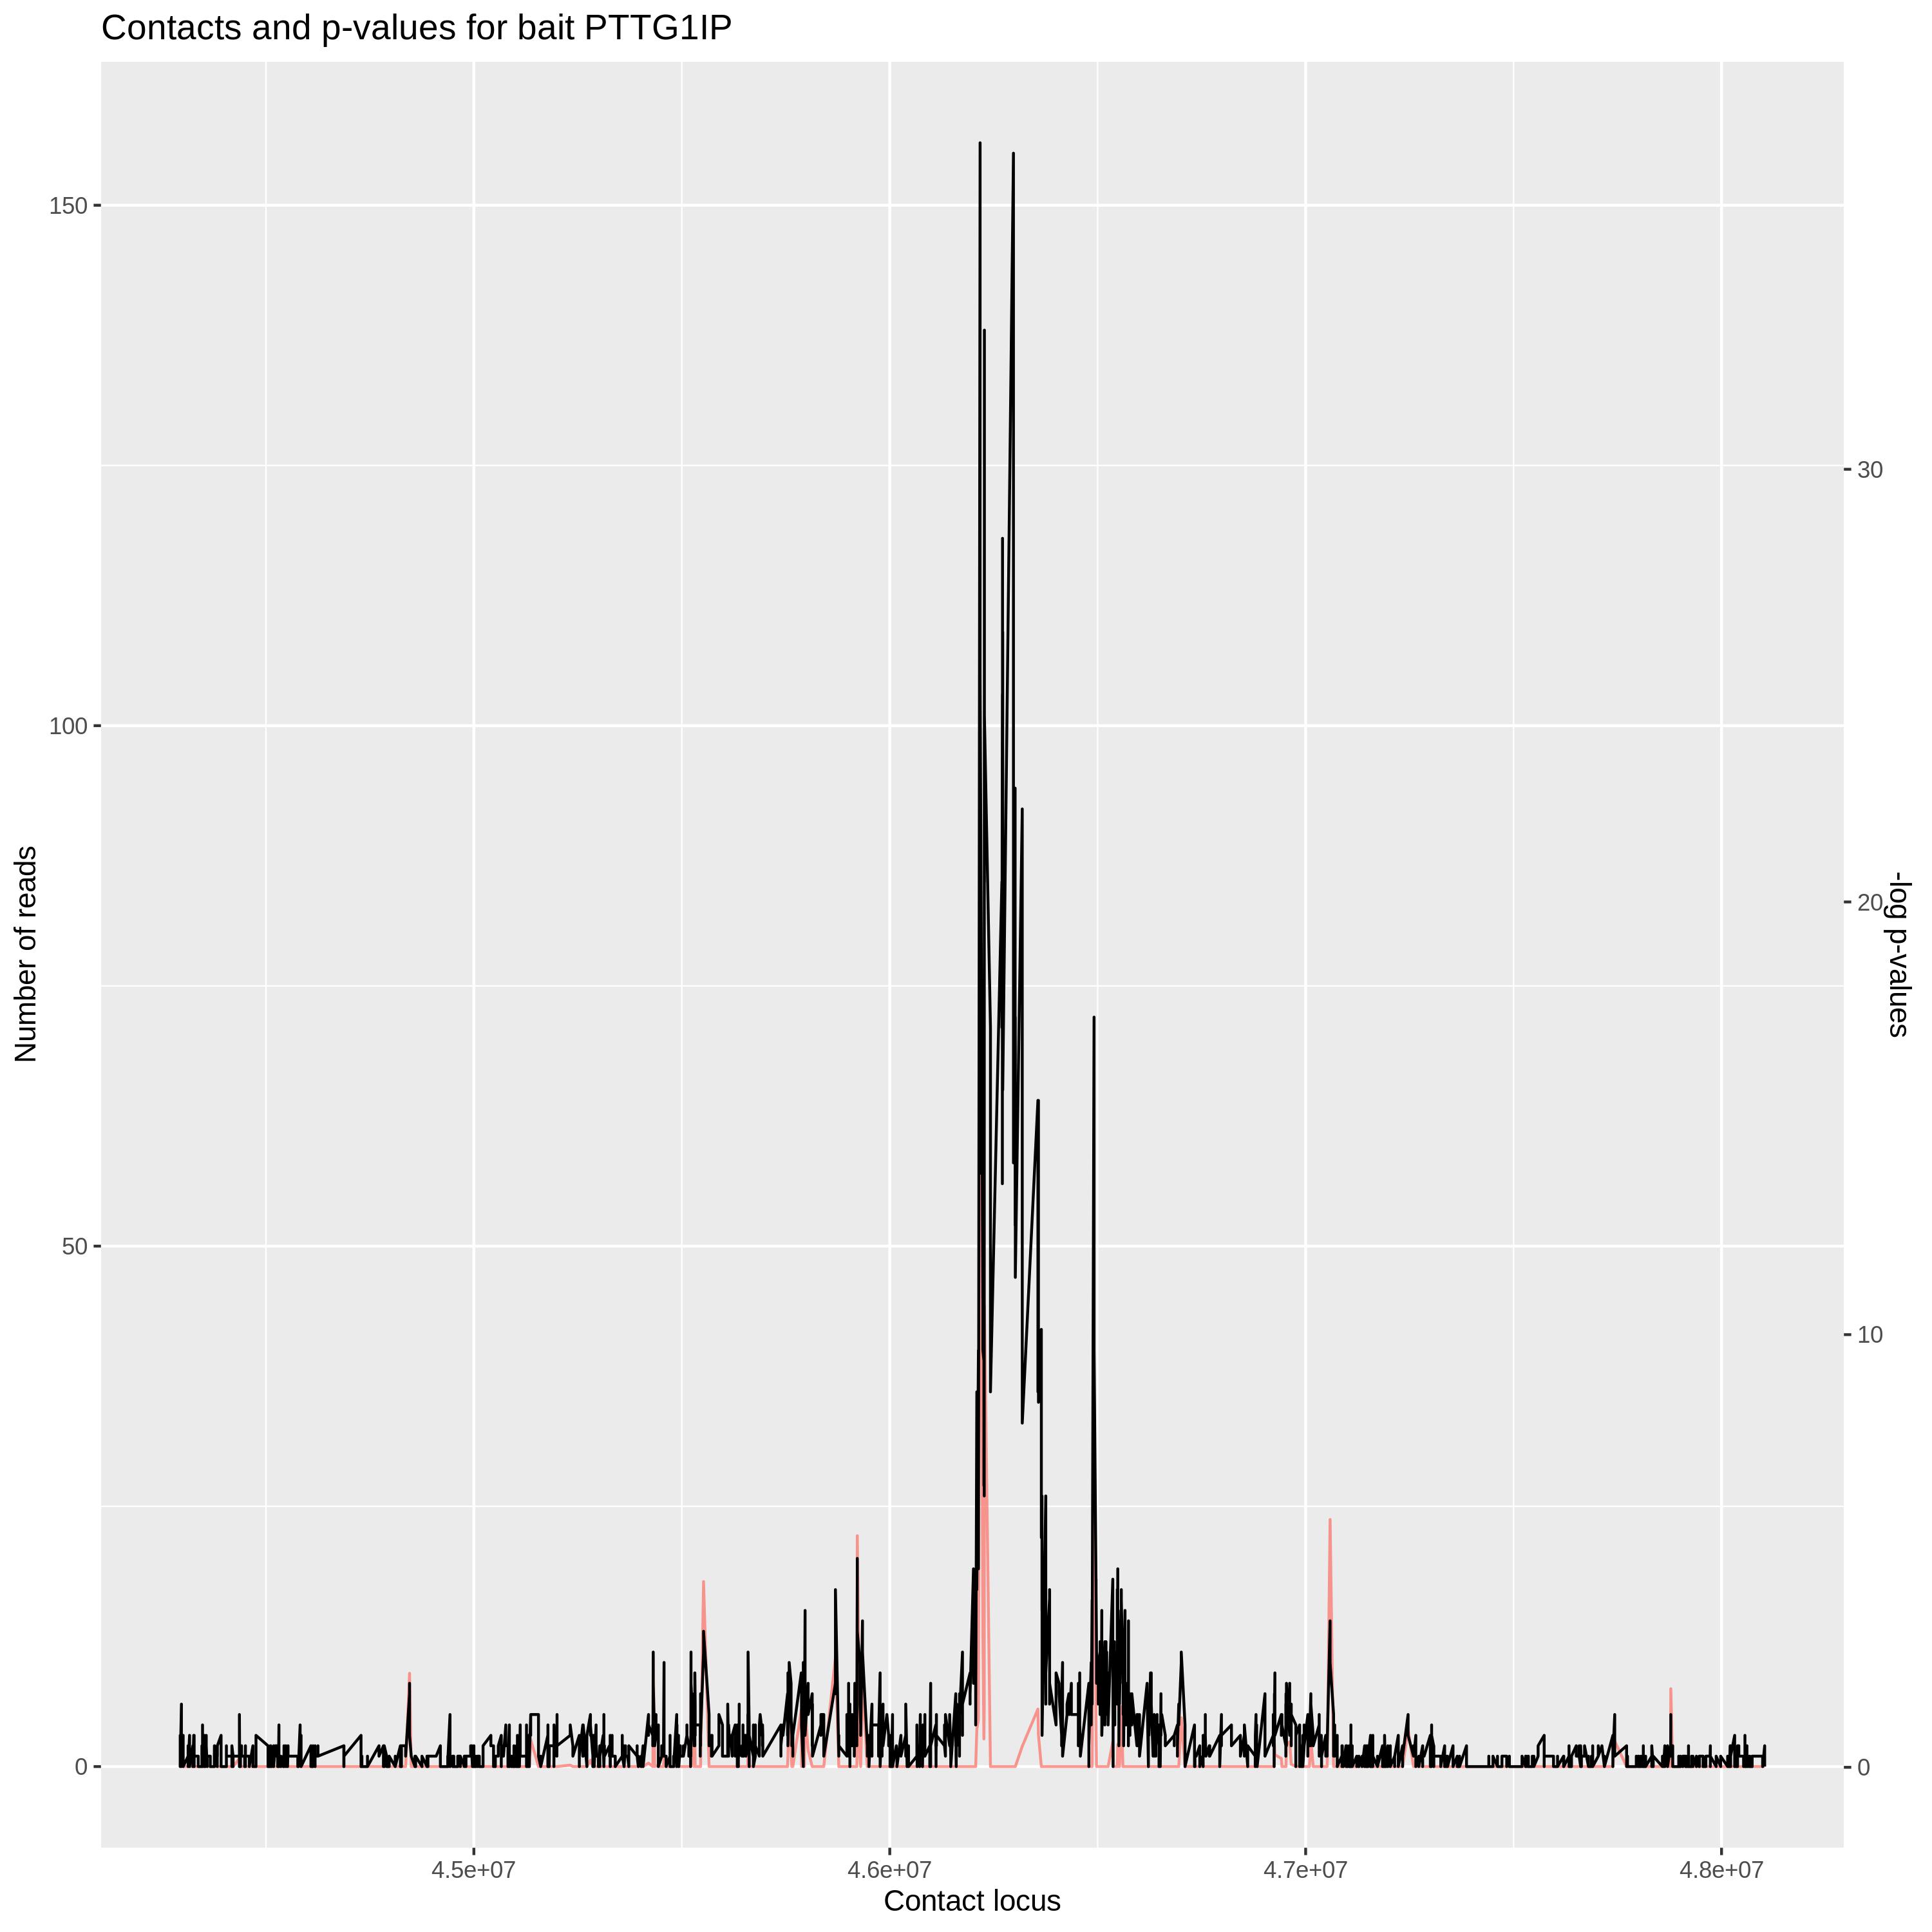 Contacts and p-values for bait PTTG1IP
150
100
50
0
Number of reads
30
20
10
0
-log p-values
4.5e+07
4.6e+07
4.7e+07
4.8e+07
Contact locus